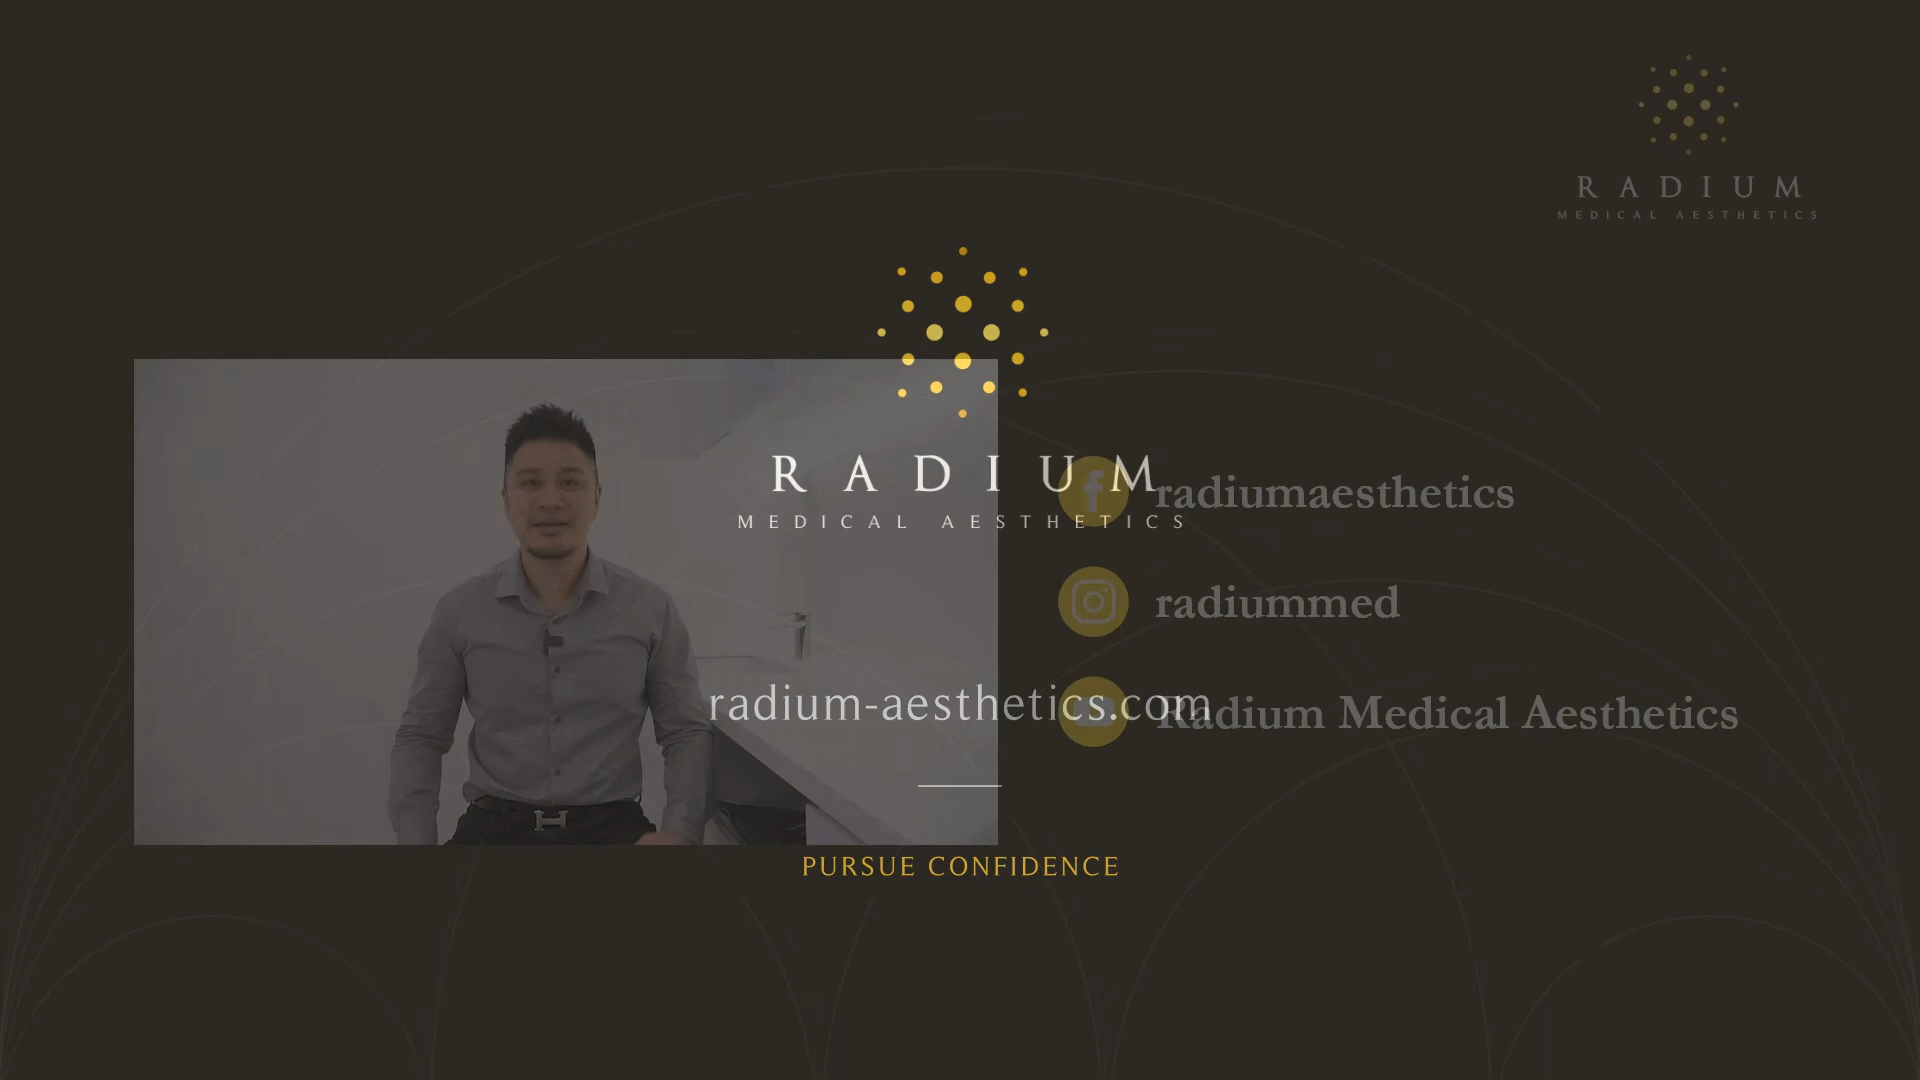 RADIUM
MEDICAL AESTHETICS
RADIUM
MEDICAL AESTHETICS
radiumaesthetics
radiummed
radium-aesthetics.com
Radium Medical Aesthetics
PURSUE CONFIDENCE